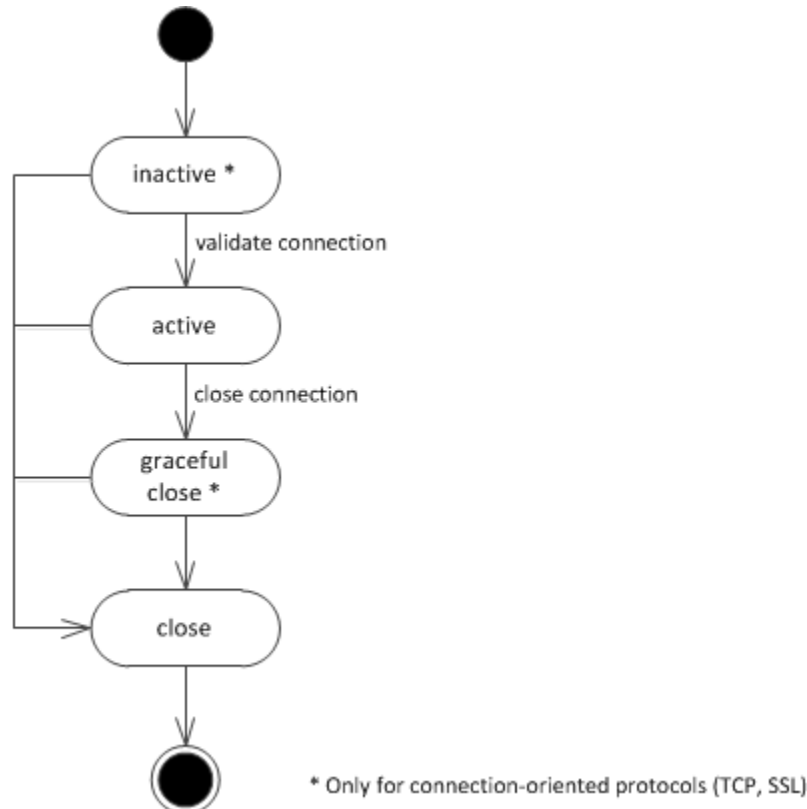 inactive *
validate connection
active
close connection
graceful
close *
close
* Only for connection-oriented protocols (TCP, SSL)